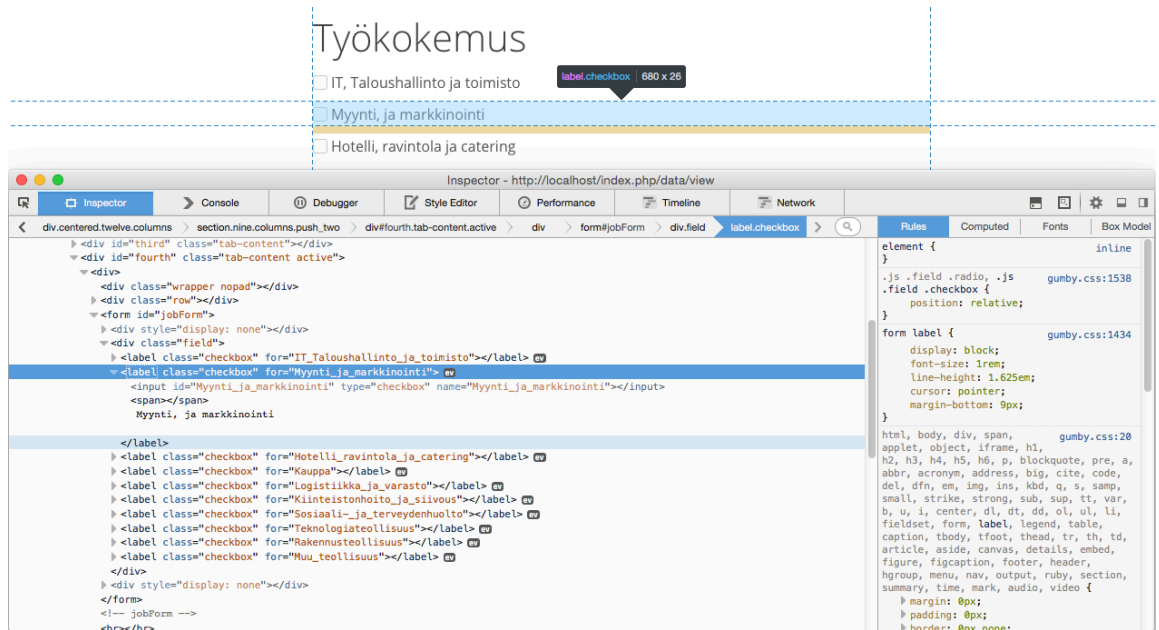 Työkokemus
IT, Taloushallinto ja toimisto
label.checkbox 680 x 26
Myynti, ja markkinointi
Hotelli, ravintola ja catering
Inspector - http://localhost/index.php/data/view
Inspector Console Debugger Style Editor Performance Timeline Network
div.centered.twelve.columns section.nine.columns.push_two div#fourth.tab-content.active div form#jobForm div.field label.checkbox
<div id="third" class="tab-content"></div>
<div id="fourth" class="tab-content active">
<div>
<div class="wrapper nopad"></div>
<div class="row"></div>
<form id="jobForm">
<div style="display: none"></div>
<div class="field">
<label class="checkbox" for="IT_Taloushallinto_ja_toimisto"></label> ev
<label class="checkbox" for="Myynti_ja_markkinointi"> ev
<input id="Myynti_ja_markkinointi" type="checkbox" name="Myynti_ja_markkinointi"></input>
<span></span>
Myynti, ja markkinointi
</label>
<label class="checkbox" for="Hotelli_ravintola_ja_catering"></label> ev
<label class="checkbox" for="Kauppa"></label> ev
<label class="checkbox" for="Logistiikka_ja_varasto"></label> ev
<label class="checkbox" for="Kiinteistonhoito_ja_siivous"></label> ev
<label class="checkbox" for="Sosiaali-_ja_terveydenhuolto"></label> ev
<label class="checkbox" for="Teknologiateollisuus"></label> ev
<label class="checkbox" for="Rakennusteollisuus"></label> ev
<label class="checkbox" for="Muu_teollisuus"></label> ev
</div>
<div style="display: none"></div>
</form>
<!-- jobForm -->
<hr></hr>
Rules Computed Fonts Box Model
element { inline
}
.js .field .radio, .js gumby.css:1538
.field .checkbox {
position: relative;
}
form label { gumby.css:1434
display: block;
font-size: 1rem;
line-height: 1.625em;
cursor: pointer;
margin-bottom: 9px;
}
html, body, div, span, gumby.css:20
applet, object, iframe, h1,
h2, h3, h4, h5, h6, p, blockquote, pre, a,
abbr, acronym, address, big, cite, code,
del, dfn, em, img, ins, kbd, q, s, samp,
small, strike, strong, sub, sup, tt, var,
b, u, i, center, dl, dt, dd, ol, ul, li,
fieldset, form, label, legend, table,
caption, tbody, tfoot, thead, tr, th, td,
article, aside, canvas, details, embed,
figure, figcaption, footer, header,
hgroup, menu, nav, output, ruby, section,
summary, time, mark, audio, video {
margin: 0px;
padding: 0px;
border: 0px none;